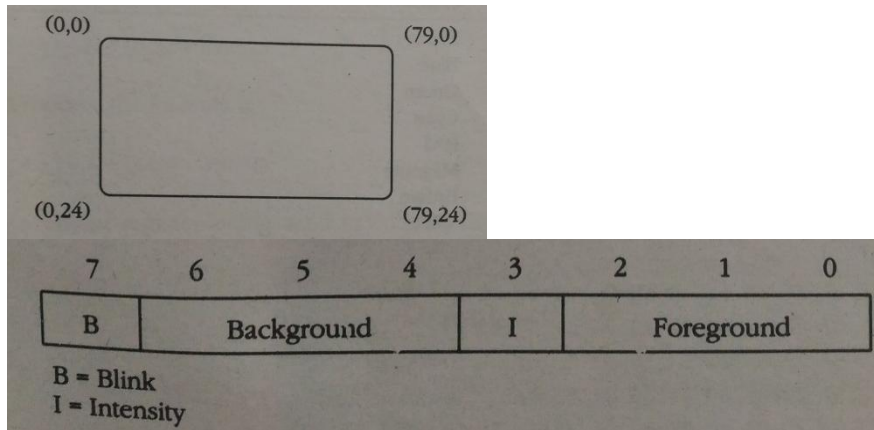 (0,0) (79,0)
(0,24) (79,24)
7 6 5 4 3 2 1 0
B Background I Foreground
B = Blink
I = Intensity